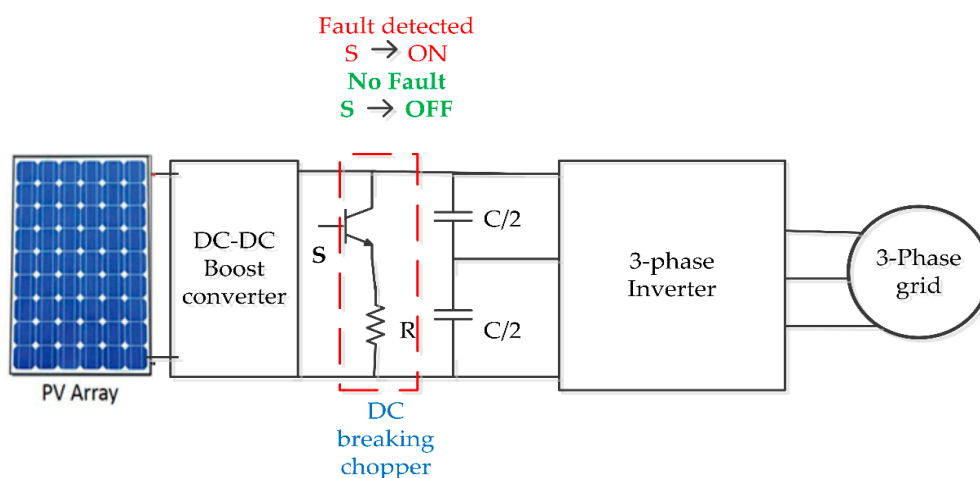 Fault detected
S → ON
No Fault
S → OFF
DC-DC
Boost
converter
S
R
C/2
C/2
3-phase
Inverter
3-Phase
grid
PV Array
DC
breaking
chopper